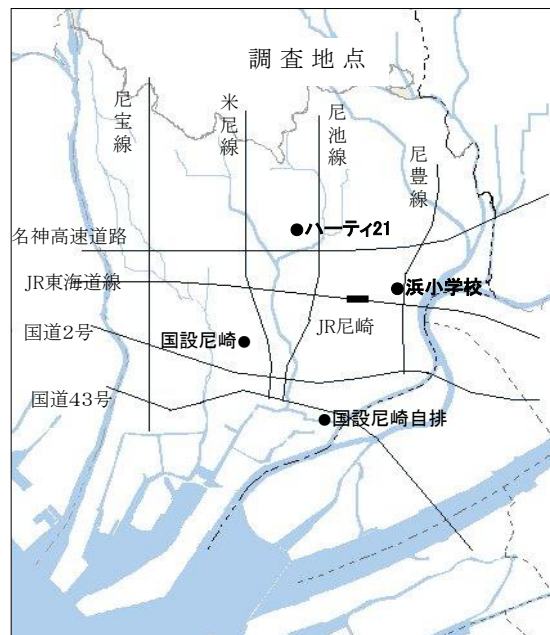 調査地点
尼宝線
米尼線
尼池線
尼豊線
ハーティ21
名神高速道路
JR東海道線
浜小学校
JR尼崎
国設尼崎
国道2号
国道43号
国設尼崎自排